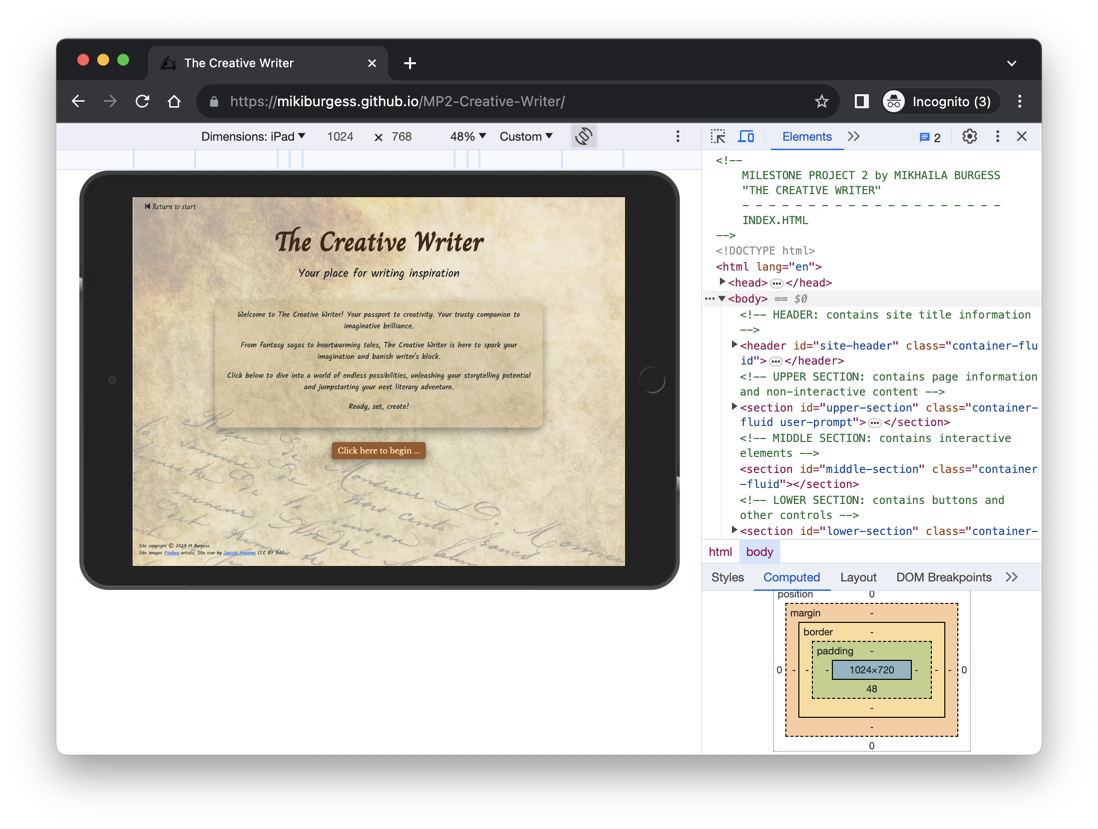 The Creative Writer
https://mikiburgess.github.io/MP2-Creative-Writer/
Incognito (3)
Dimensions: iPad 1024 × 768 48% Custom
Elements 2
Return to start
The Creative Writer
Your place for writing inspiration
Welcome to The Creative Writer! Your passport to creativity. Your trusty companion to
imaginative brilliance.
From fantasy sagas to heartwarming tales, The Creative Writer is here to spark your
imagination and banish writer's block.
Click below to dive into a world of endless possibilities, unleashing your storytelling potential
and jumpstarting your next literary adventure.
Ready, set, create!
Click here to begin ...
Site copyright © 2023 M Burgess
Site images Pixabay artists, Site icon by
<!--
MILESTONE PROJECT 2 by MIKHAILA BURGESS
"THE CREATIVE WRITER"
- - - - - - - - - - - - - - - - - - - -
INDEX.HTML
-->
<!DOCTYPE html>
<html lang="en">
<head> … </head>
… <body> == $0
<!-- HEADER: contains site title information
-->
<header id="site-header" class="container-flu
id"> … </header>
<!-- UPPER SECTION: contains page information
and non-interactive content -->
<section id="upper-section" class="container-
fluid user-prompt"> … </section>
<!-- MIDDLE SECTION: contains interactive
elements -->
<section id="middle-section" class="container
-fluid"></section>
<!-- LOWER SECTION: contains buttons and
other controls -->
<section id="lower-section" class="container-
html body
Styles Computed Layout DOM Breakpoints
position 0
margin -
border -
padding -
0 - - - 1024×720 - - - 0
48
-
-
0